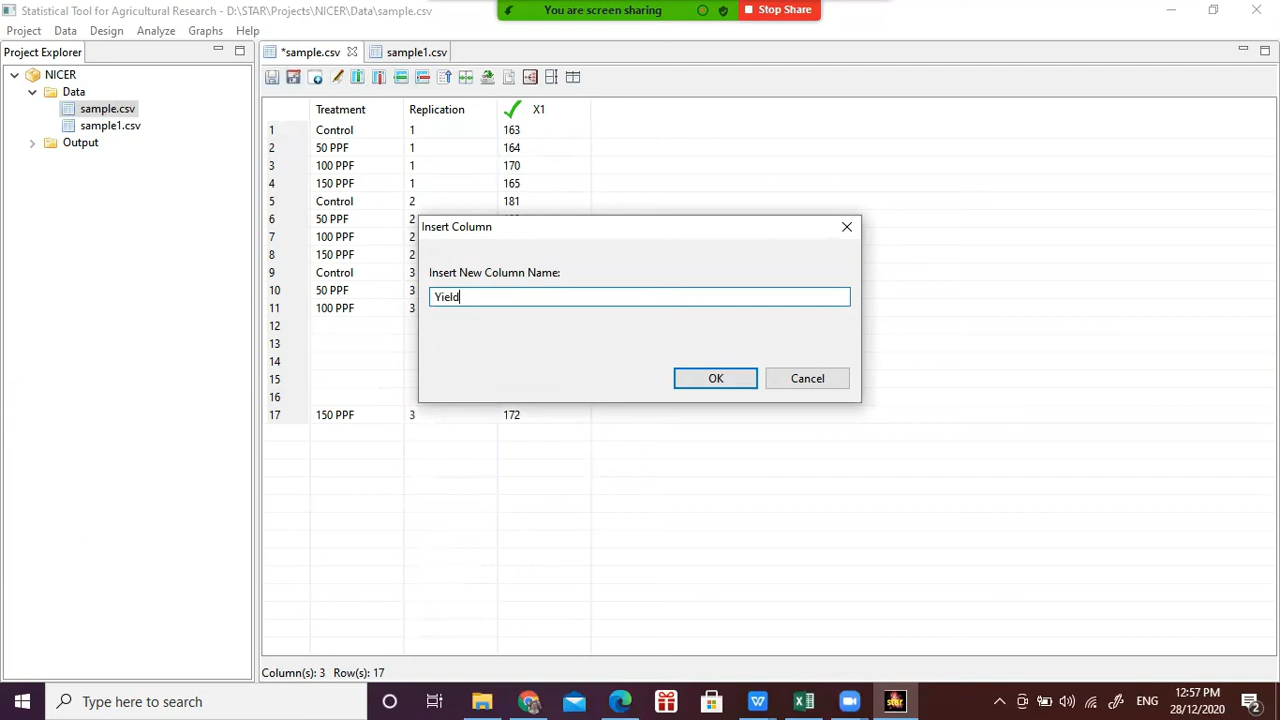 Statistical Tool for Agricultural Research - D:\STAR\Projects\NICER\Data\sample.csv
You are screen sharing
Stop Share
Project Data Design Analyze Graphs Help
Project Explorer
*sample.csv
sample1.csv
NICER
Data
sample.csv
sample1.csv
Output
Treatment Replication X1
1 Control 1 163
2 50 PPF 1 164
3 100 PPF 1 170
4 150 PPF 1 165
5 Control 2 181
6 50 PPF 2
7 100 PPF 2
8 150 PPF 2
9 Control 3
10 50 PPF 3
11 100 PPF 3
12
13
14
15
16
17 150 PPF 3 172
Insert Column
Insert New Column Name:
Yield
OK Cancel
Column(s): 3 Row(s): 17
Type here to search
star
ENG
12:57 PM
28/12/2020
2